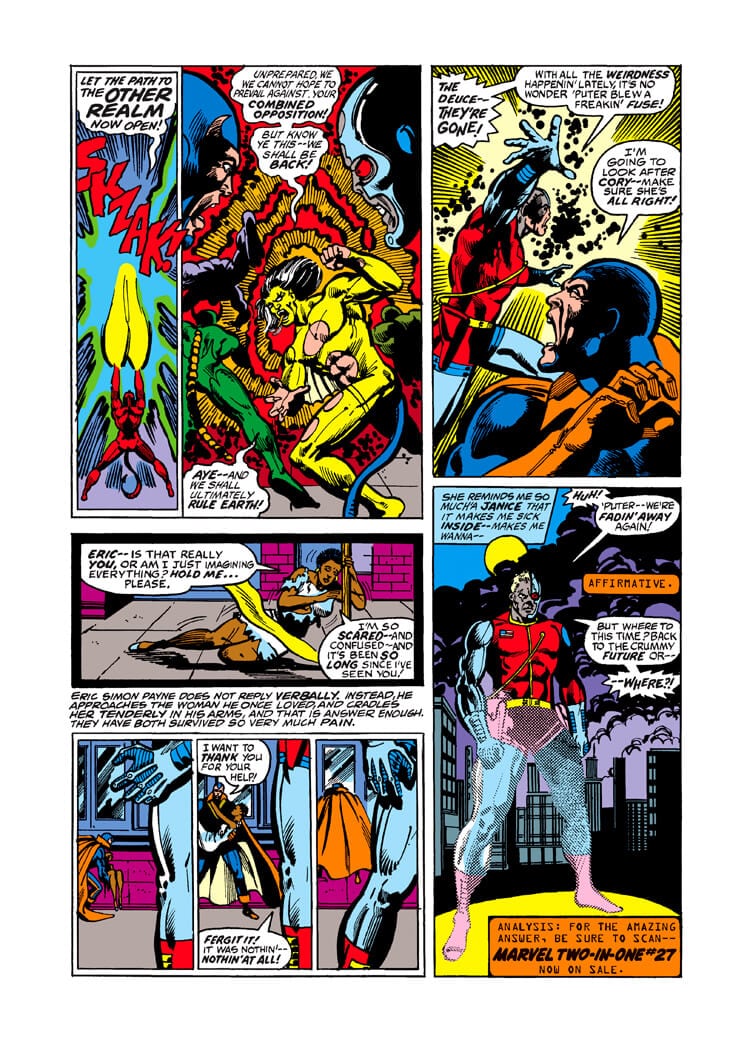 LET THE PATH TO
THE OTHER
REALM
NOW OPEN!
SKZAK!
UNPREPARED, WE
WE CANNOT HOPE TO
PREVAIL AGAINST YOUR
COMBINED
OPPOSITION!
BUT KNOW
YE THIS--WE
SHALL BE
BACK!
AYE--AND
WE SHALL
ULTIMATELY
RULE EARTH!
THE
DEUCE--
THEY'RE
GONE!
WITH ALL THE WEIRDNESS
HAPPENIN' LATELY, IT'S NO
WONDER 'PUTER BLEW A
FREAKIN' FUSE!
I'M
GOING TO
LOOK AFTER
CORY--MAKE
SURE SHE'S
ALL RIGHT!
ERIC-- IS THAT REALLY
YOU, OR AM I JUST IMAGINING
EVERYTHING? HOLD ME...
PLEASE.
I'M SO
SCARED--AND
CONFUSED--AND
IT'S BEEN SO
LONG SINCE I'VE
SEEN YOU!
ERIC SIMON PAYNE DOES NOT REPLY VERBALLY. INSTEAD, HE
APPROACHES THE WOMAN HE ONCE LOVED, AND CRADLES
HER TENDERLY IN HIS ARMS, AND THAT IS ANSWER ENOUGH.
THEY HAVE BOTH SURVIVED SO VERY MUCH PAIN.
I WANT TO
THANK YOU
FOR YOUR
HELP!
FERGIT IT!
IT WAS NOTHIN'--
NOTHIN' AT ALL!
SHE REMINDS ME SO
MUCH'A JANICE THAT
IT MAKES ME SICK
INSIDE--MAKES ME
WANNA--
HUH!
'PUTER--WE'RE
FADIN' AWAY
AGAIN!
AFFIRMATIVE.
BUT WHERE TO
THIS TIME? BACK
TO THE CRUMMY
FUTURE OR--
--WHERE?!
ANALYSIS: FOR THE AMAZING
ANSWER, BE SURE TO SCAN--
MARVEL TWO-IN-ONE #27
NOW ON SALE.